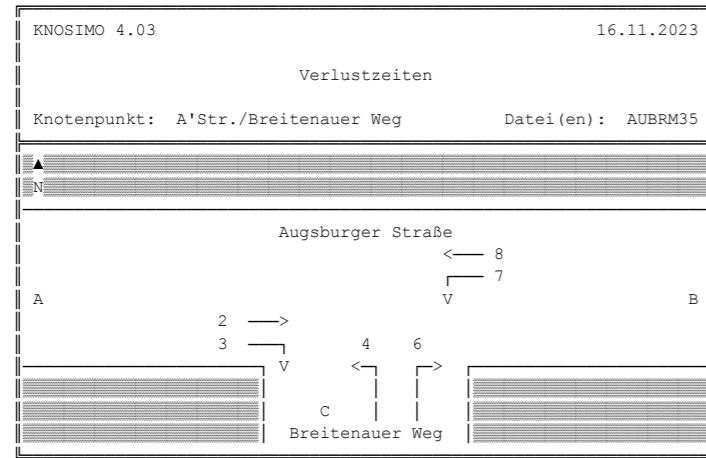 KNOSIMO 4.03 16.11.2023
Verlustzeiten
Knotenpunkt: A'Str./Breitenauer Weg Datei(en): AUBRM35
N
Augsburger Straße
8
7
A V B
2
3 4 6
V
C
Breitenauer Weg